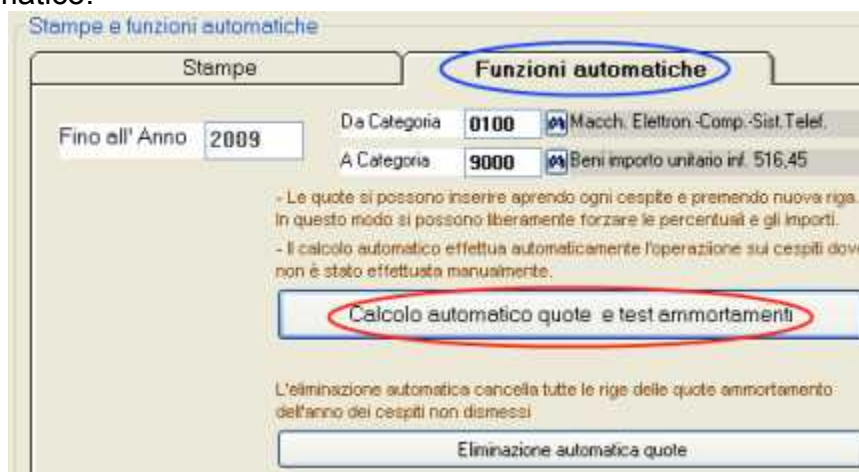 matico.
Stampe e funzioni automatiche
Stampe
Funzioni automatiche
Fino all' Anno 2009
Da Categoria 0100 Macch. Elettron.-Comp.-Sist.Telef.
A Categoria 9000 Beni importo unitario inf. 516,45
- Le quote si possono inserire aprendo ogni cespite e premendo nuova riga.
In questo modo si possono liberamente forzare le percentuali e gli importi.
- Il calcolo automatico effettua automaticamente l'operazione sui cespiti dove
non è stato effettuata manualmente.
Calcolo automatico quote e test ammortamenti
L'eliminazione automatica cancella tutte le rige delle quote ammortamento
dell'anno dei cespiti non dismessi
Eliminazione automatica quote